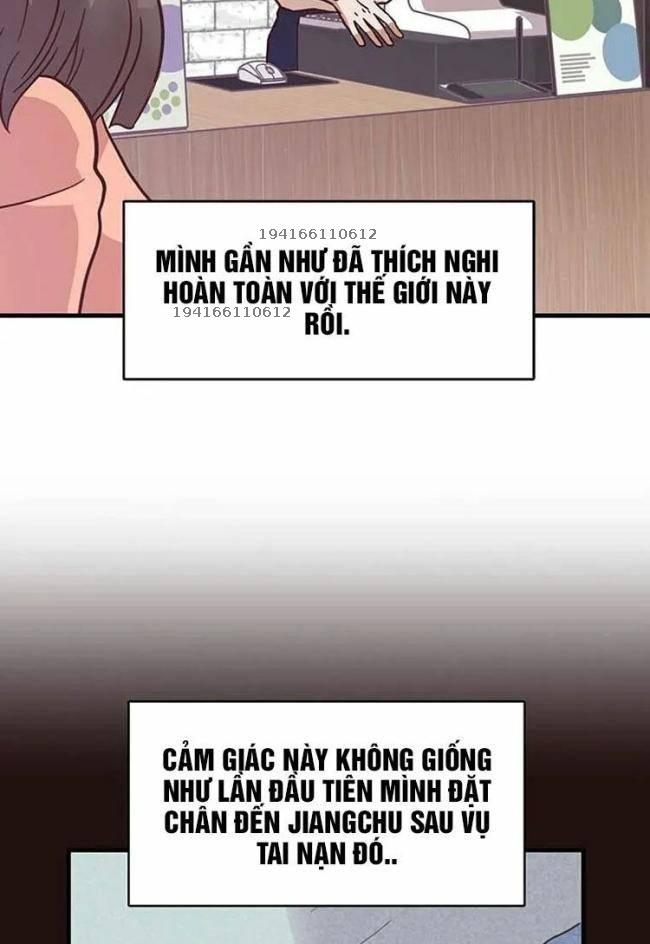 194166110612
MÌNH GẦN NHƯ ĐÃ THÍCH NGHI
HOÀN TOÀN VỚI THẾ GIỚI NÀY
194166110612
RỒI.
CẢM GIÁC NÀY KHÔNG GIỐNG
NHƯ LẦN ĐẦU TIÊN MÌNH ĐẶT
CHÂN ĐẾN JIANGCHU SAU VỤ
TAI NẠN ĐÓ..